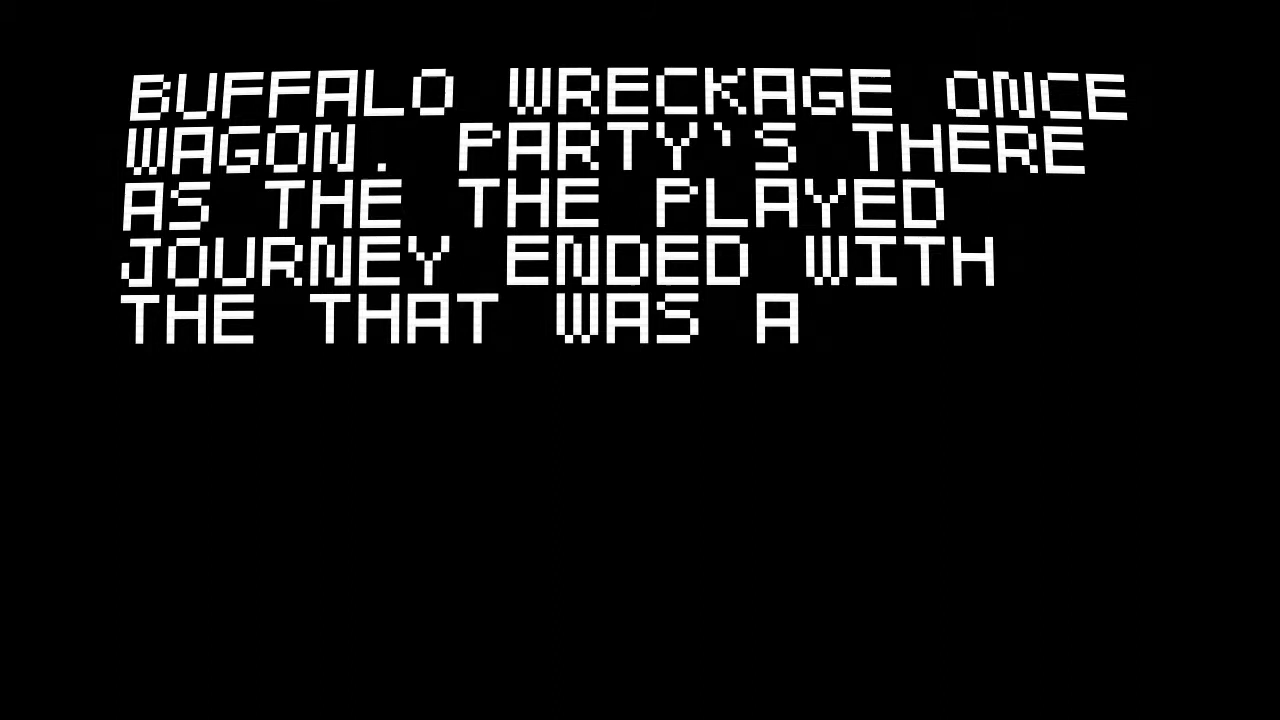 BUFFALO WRECKAGE ONCE
WAGON. PARTY'S THERE
AS THE THE PLAYED
JOURNEY ENDED WITH
THE THAT WAS A